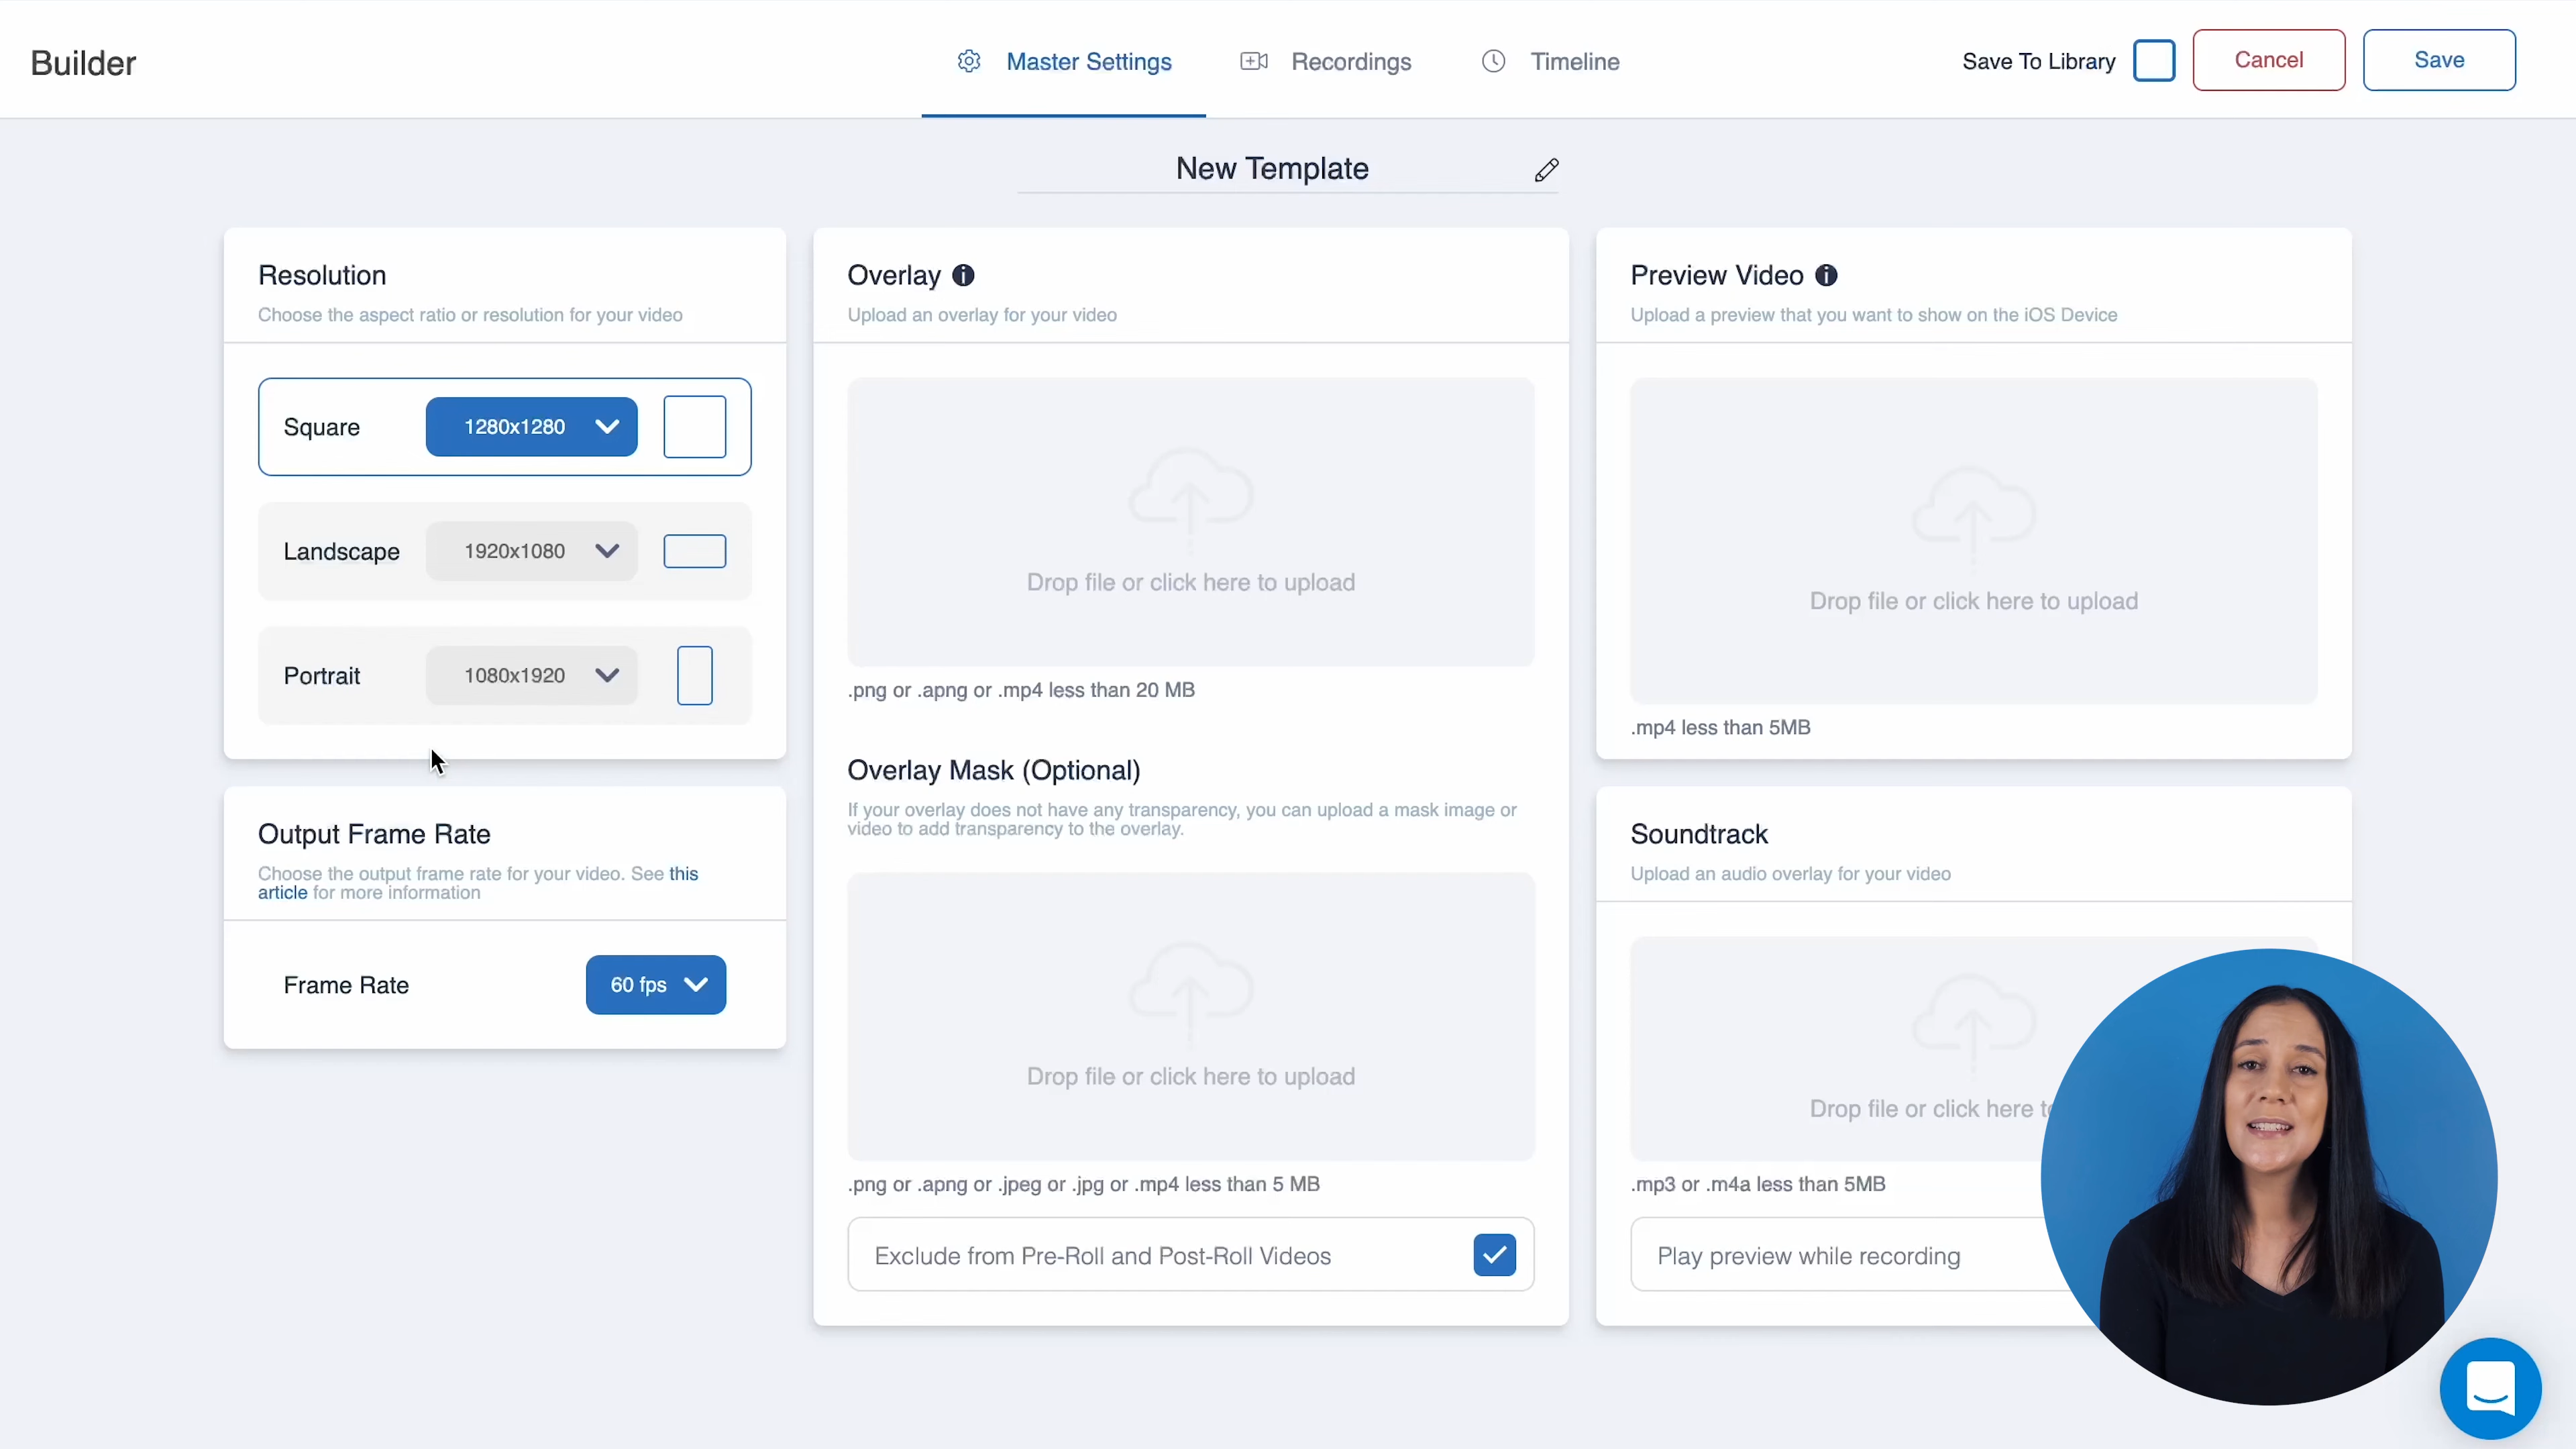 Builder
Master Settings
Recordings
Timeline
Save To Library
Cancel
Save
New Template
Resolution
Choose the aspect ratio or resolution for your video
Square
1280x1280
Landscape
1920x1080
Portrait
1080x1920
Output Frame Rate
Choose the output frame rate for your video. See this
article for more information
Frame Rate
60 fps
Overlay
Upload an overlay for your video
Drop file or click here to upload
.png or .apng or .mp4 less than 20 MB
Overlay Mask (Optional)
If your overlay does not have any transparency, you can upload a mask image or
video to add transparency to the overlay.
Drop file or click here to upload
.png or .apng or .jpeg or .jpg or .mp4 less than 5 MB
Exclude from Pre-Roll and Post-Roll Videos
Preview Video
Upload a preview that you want to show on the iOS Device
Drop file or click here to upload
.mp4 less than 5MB
Soundtrack
Upload an audio overlay for your video
Drop file or click here
.mp3 or .m4a less than 5MB
Play preview while recording